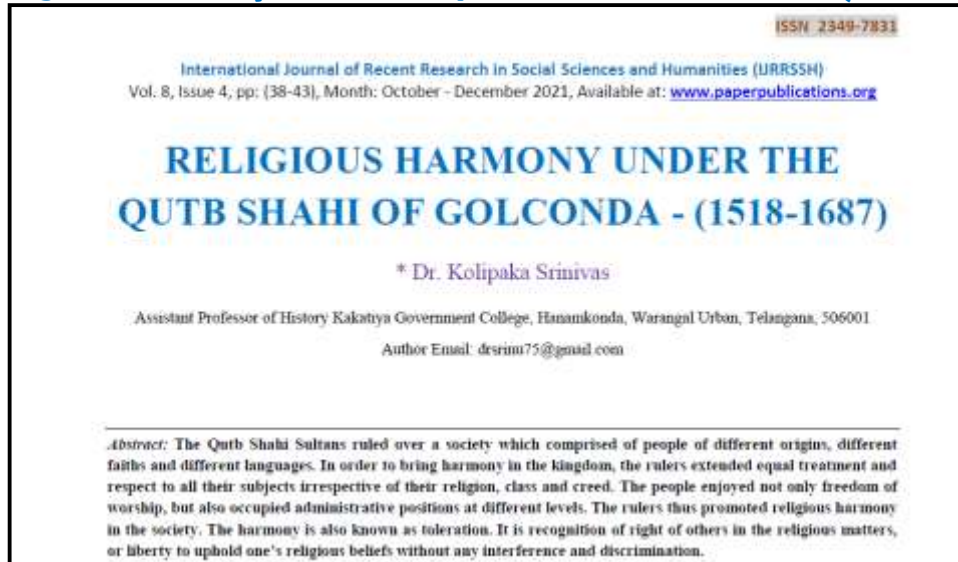 ISSN 2349-7831
International Journal of Recent Research in Social Sciences and Humanities (IJRRSSH)
Vol. 8, Issue 4, pp: (38-43), Month: October - December 2021, Available at: www.paperpublications.org
RELIGIOUS HARMONY UNDER THE
QUTB SHAHI OF GOLCONDA - (1518-1687)
* Dr. Kolipaka Srinivas
Assistant Professor of History Kakatiya Government College, Hanamkonda, Warangal Urban, Telangana, 506001
Author Email: drsrinu75@gmail.com
Abstract: The Qutb Shahi Sultans ruled over a society which comprised of people of different origins, different
faiths and different languages. In order to bring harmony in the kingdom, the rulers extended equal treatment and
respect to all their subjects irrespective of their religion, class and creed. The people enjoyed not only freedom of
worship, but also occupied administrative positions at different levels. The rulers thus promoted religious harmony
in the society. The harmony is also known as toleration. It is recognition of right of others in the religious matters,
or liberty to uphold one's religious beliefs without any interference and discrimination.